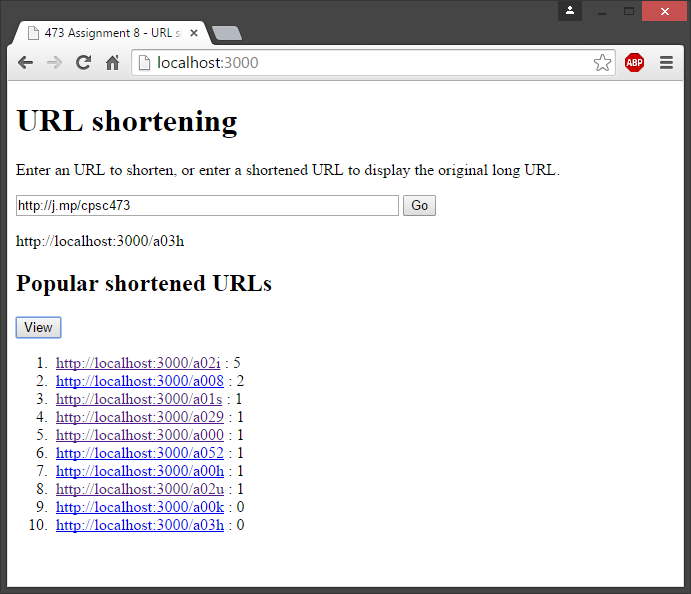 473 Assignment 8 - URL s
localhost:3000
ABP
URL shortening
Enter an URL to shorten, or enter a shortened URL to display the original long URL.
http://j.mp/cpsc473 Go
http://localhost:3000/a03h
Popular shortened URLs
View
1. http://localhost:3000/a02i : 5
2. http://localhost:3000/a008 : 2
3. http://localhost:3000/a01s : 1
4. http://localhost:3000/a029 : 1
5. http://localhost:3000/a000 : 1
6. http://localhost:3000/a052 : 1
7. http://localhost:3000/a00h : 1
8. http://localhost:3000/a02u : 1
9. http://localhost:3000/a00k : 0
10. http://localhost:3000/a03h : 0